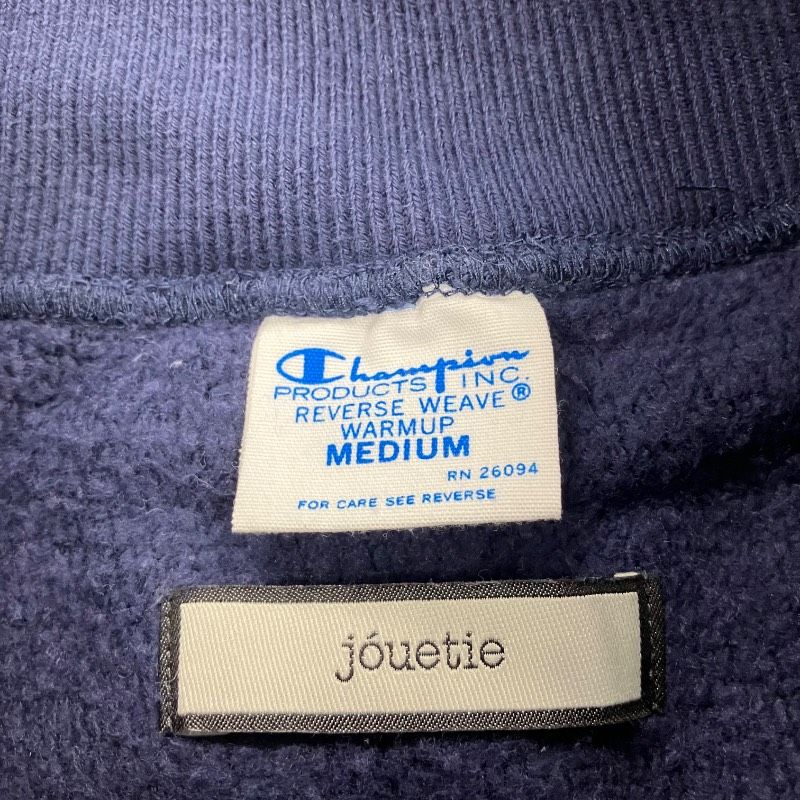 Champion
PRODUCTS INC.
REVERSE WEAVE®
WARMUP
MEDIUM
RN 26094
FOR CARE SEE REVERSE
jóuetie